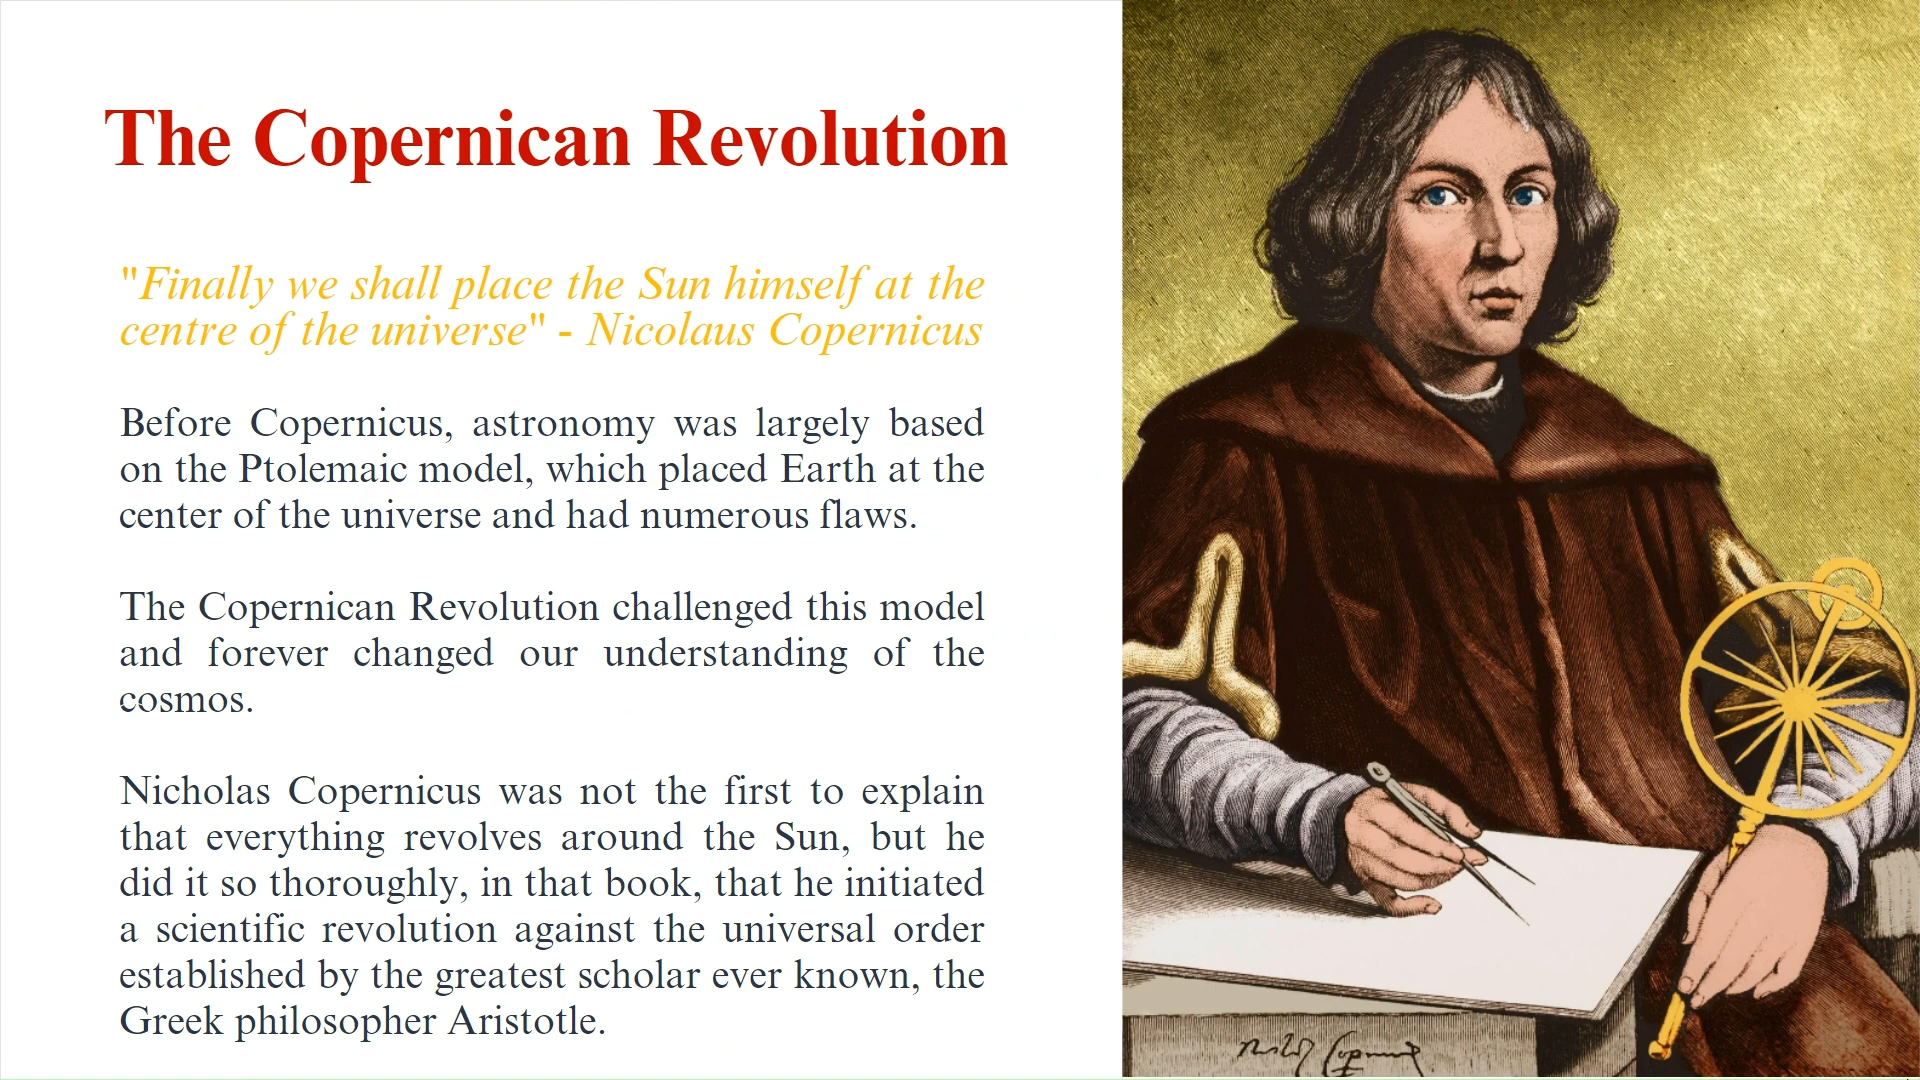 The Copernican Revolution
"Finally we shall place the Sun himself at the
centre of the universe" - Nicolaus Copernicus
Before Copernicus, astronomy was largely based
on the Ptolemaic model, which placed Earth at the
center of the universe and had numerous flaws.
The Copernican Revolution challenged this model
and forever changed our understanding of the
cosmos.
Nicholas Copernicus was not the first to explain
that everything revolves around the Sun, but he
did it so thoroughly, in that book, that he initiated
a scientific revolution against the universal order
established by the greatest scholar ever known, the
Greek philosopher Aristotle.